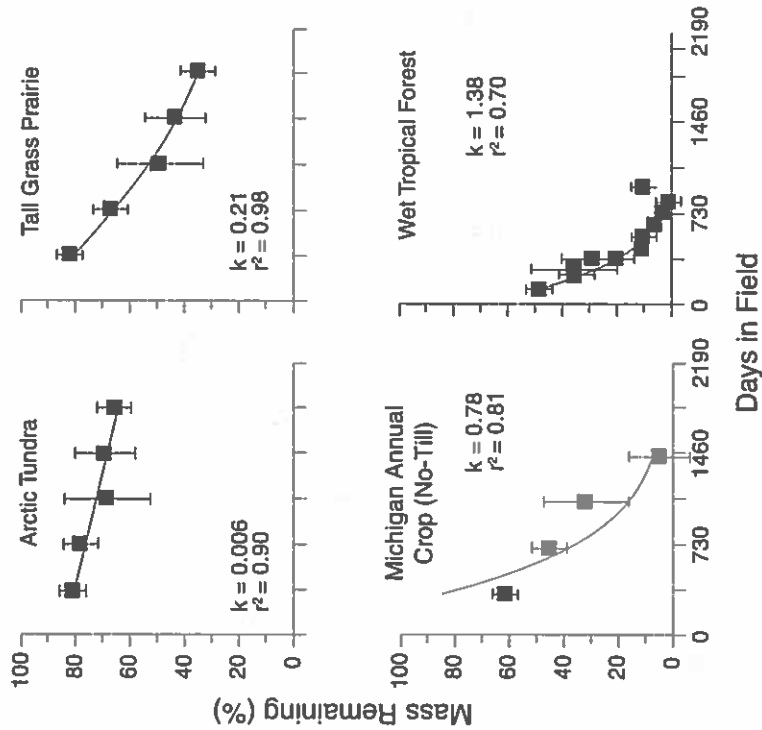 Arctic Tundra
100
80
60
40
20
0
k = 0.006
r² = 0.90
Tall Grass Prairie
k = 0.21
r² = 0.98
Michigan Annual
Crop (No-Till)
100
80
60
40
20
0
k = 0.78
r² = 0.81
0 730 1460 2190
Wet Tropical Forest
k = 1.38
r² = 0.70
0 730 1460 2190
Mass Remaining (%)
Days in Field